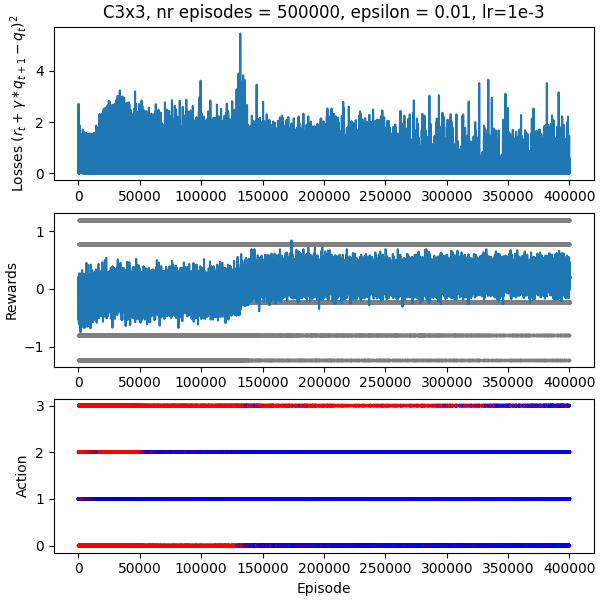 C3x3, nr episodes = 500000, epsilon = 0.01, lr=1e-3
Losses $(r_t + \gamma * q_{t+1} - q_t)^2$
4
2
0
0 50000 100000 150000 200000 250000 300000 350000 400000
Rewards
1
0
−1
0 50000 100000 150000 200000 250000 300000 350000 400000
Action
3
2
1
0
0 50000 100000 150000 200000 250000 300000 350000 400000
Episode